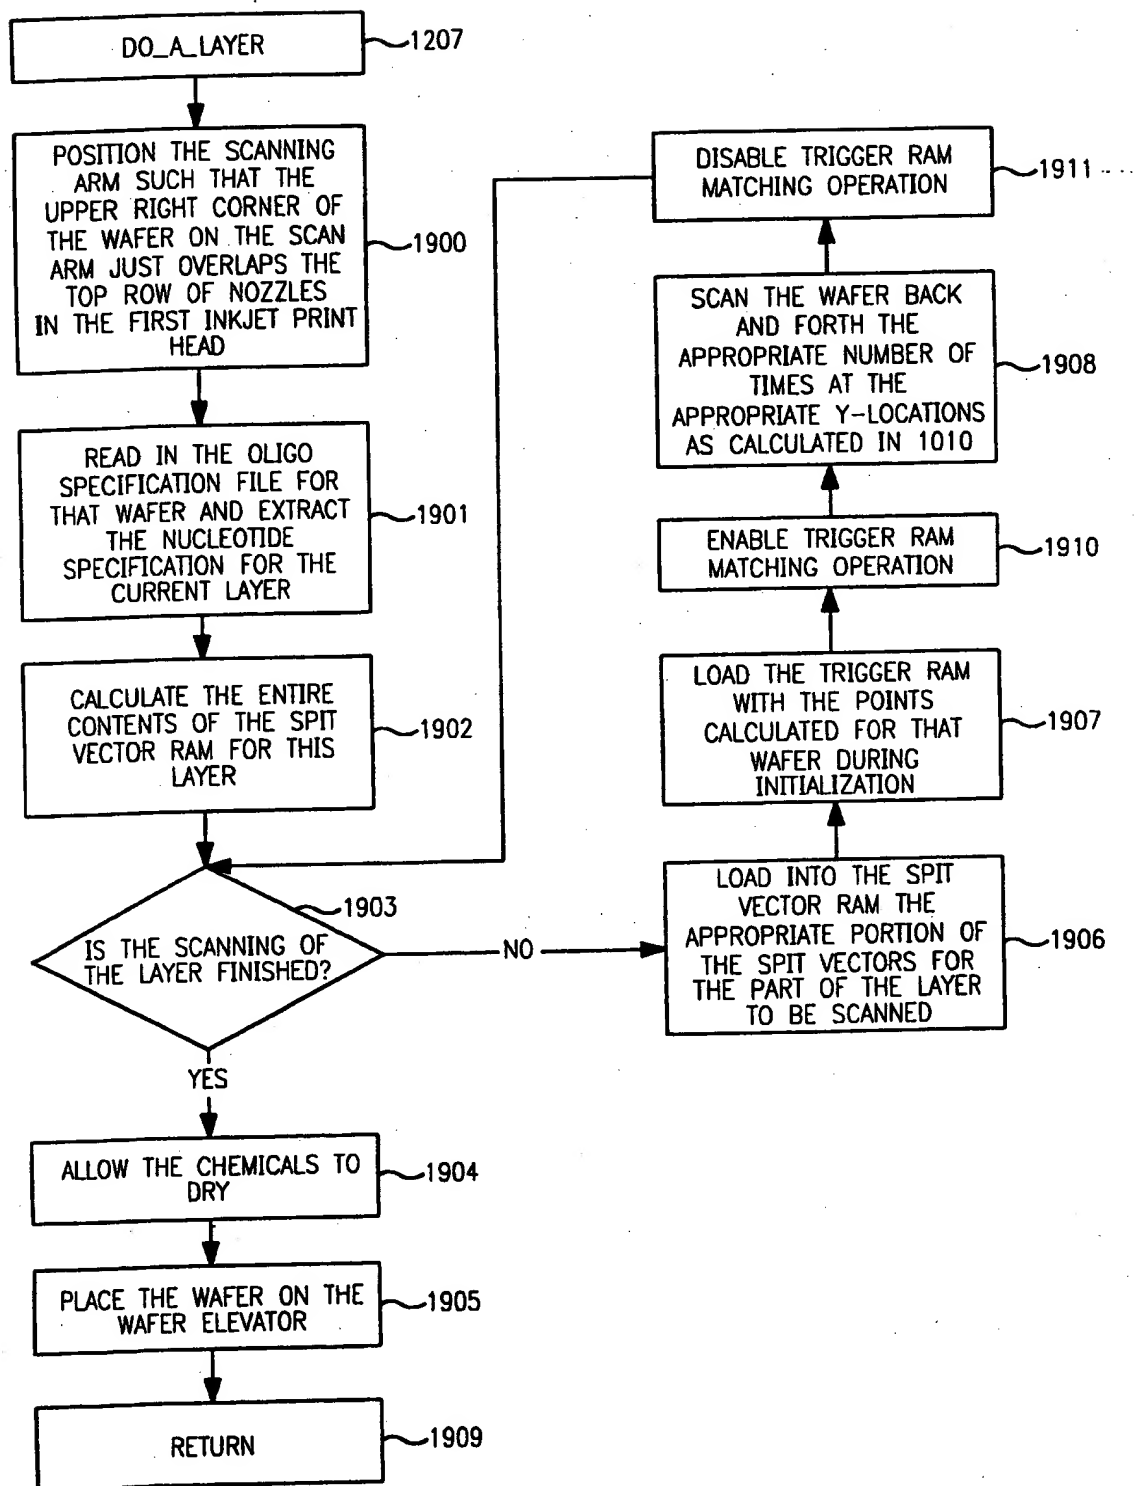 DO_A_LAYER
1207
POSITION THE SCANNING
ARM SUCH THAT THE
UPPER RIGHT CORNER OF
THE WAFER ON THE SCAN
ARM JUST OVERLAPS THE
TOP ROW OF NOZZLES
IN THE FIRST INKJET PRINT
HEAD
1900
READ IN THE OLIGO
SPECIFICATION FILE FOR
THAT WAFER AND EXTRACT
THE NUCLEOTIDE
SPECIFICATION FOR THE
CURRENT LAYER
1901
CALCULATE THE ENTIRE
CONTENTS OF THE SPIT
VECTOR RAM FOR THIS
LAYER
1902
1903
IS THE SCANNING OF
THE LAYER FINISHED?
NO
YES
ALLOW THE CHEMICALS TO
DRY
1904
PLACE THE WAFER ON THE
WAFER ELEVATOR
1905
RETURN
1909
DISABLE TRIGGER RAM
MATCHING OPERATION
1911
SCAN THE WAFER BACK
AND FORTH THE
APPROPRIATE NUMBER OF
TIMES AT THE
APPROPRIATE Y-LOCATIONS
AS CALCULATED IN 1010
1908
ENABLE TRIGGER RAM
MATCHING OPERATION
1910
LOAD THE TRIGGER RAM
WITH THE POINTS
CALCULATED FOR THAT
WAFER DURING
INITIALIZATION
1907
LOAD INTO THE SPIT
VECTOR RAM THE
APPROPRIATE PORTION OF
THE SPIT VECTORS FOR
THE PART OF THE LAYER
TO BE SCANNED
1906